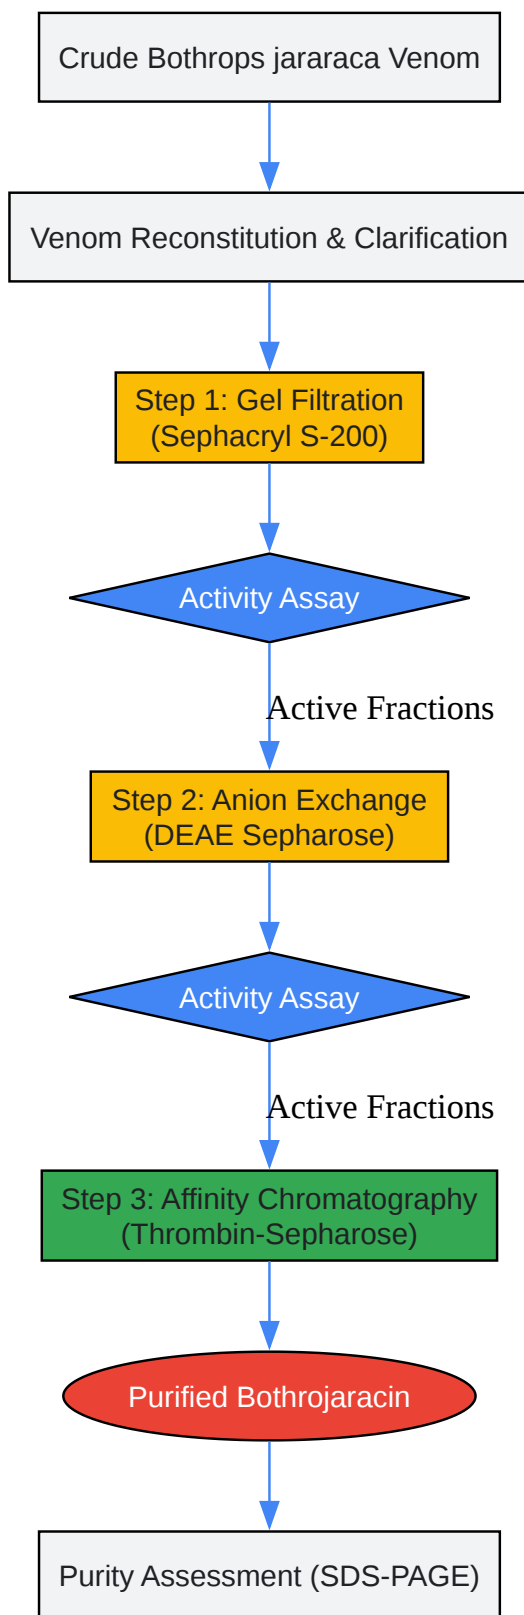 Crude Bothrops jararaca Venom
Venom Reconstitution & Clarification
Step 1: Gel Filtration
(Sephacryl S-200)
Activity Assay
Active Fractions
Step 2: Anion Exchange
(DEAE Sepharose)
Activity Assay
Active Fractions
Step 3: Affinity Chromatography
(Thrombin-Sepharose)
Purified Bothrojaracin
Purity Assessment (SDS-PAGE)